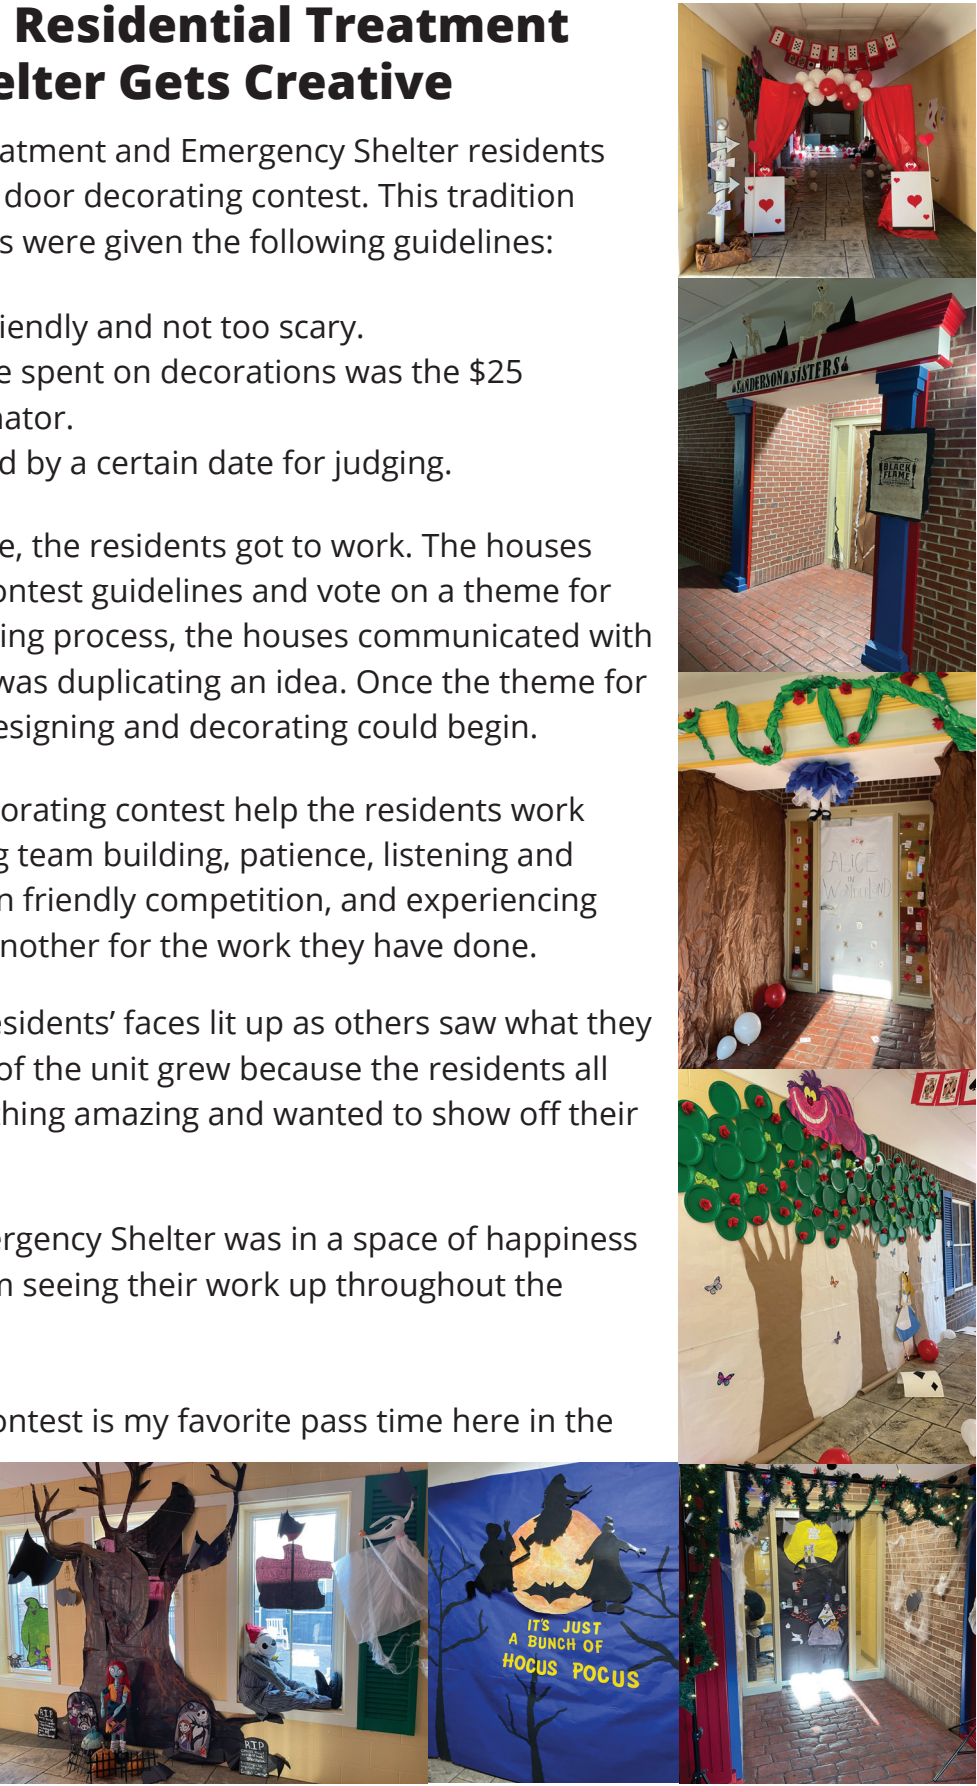 Residential Treatment
elter Gets Creative
atment and Emergency Shelter residents
door decorating contest. This tradition
s were given the following guidelines:
iendly and not too scary.
e spent on decorations was the $25
ator.
d by a certain date for judging.
e, the residents got to work. The houses
ontest guidelines and vote on a theme for
ing process, the houses communicated with
was duplicating an idea. Once the theme for
esigning and decorating could begin.
orating contest help the residents work
g team building, patience, listening and
n friendly competition, and experiencing
nother for the work they have done.
esidents’ faces lit up as others saw what they
of the unit grew because the residents all
thing amazing and wanted to show off their
ergency Shelter was in a space of happiness
m seeing their work up throughout the
ontest is my favorite pass time here in the
SANDERSON SISTERS
BLACK
FLAME
ALICE
IN
WONDERLAND
RIP
RIP
IT'S JUST
A BUNCH OF
HOCUS POCUS